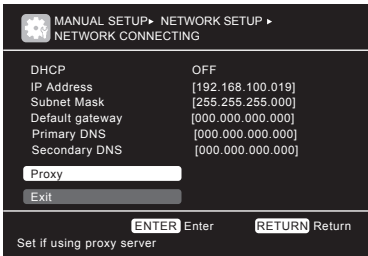 MANUAL SETUP▸ NETWORK SETUP ▸
NETWORK CONNECTING
DHCP OFF
IP Address [192.168.100.019]
Subnet Mask [255.255.255.000]
Default gateway [000.000.000.000]
Primary DNS [000.000.000.000]
Secondary DNS [000.000.000.000]
Proxy
Exit
ENTER Enter RETURN Return
Set if using proxy server